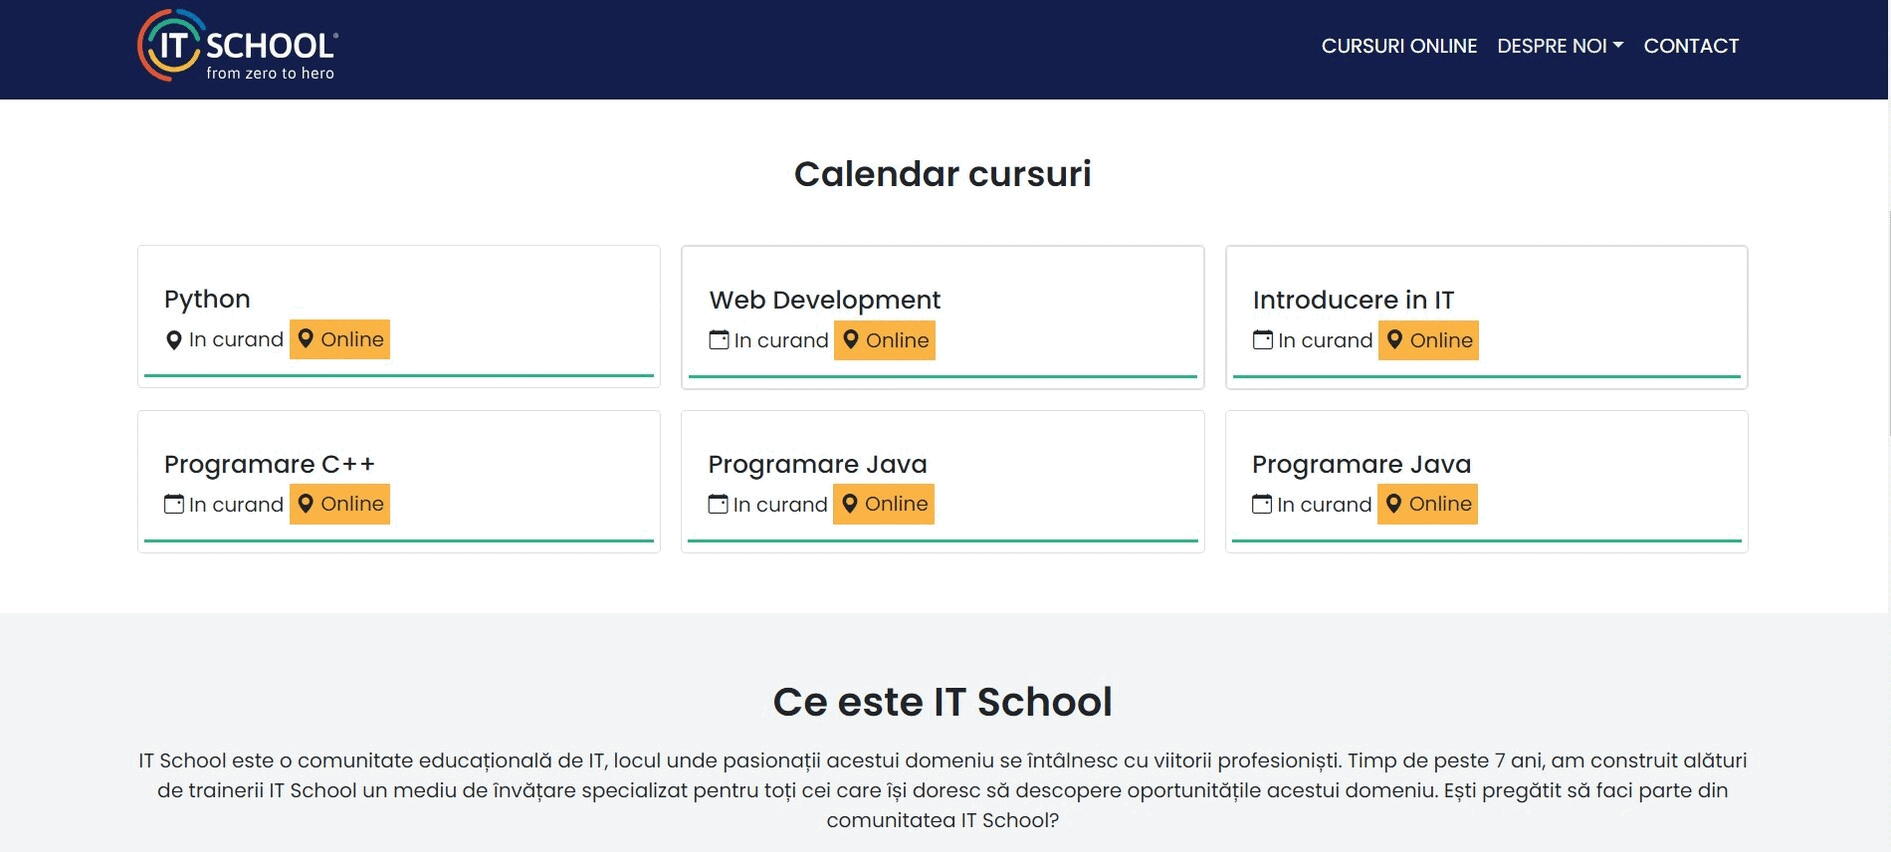 IT SCHOOL
from zero to hero
CURSURI ONLINE DESPRE NOI CONTACT
Calendar cursuri
Python
In curand Online
Web Development
In curand Online
Introducere in IT
In curand Online
Programare C++
In curand Online
Programare Java
In curand Online
Programare Java
In curand Online
Ce este IT School
IT School este o comunitate educațională de IT, locul unde pasionații acestui domeniu se întâlnesc cu viitorii profesioniști. Timp de peste 7 ani, am construit alături
de trainerii IT School un mediu de învățare specializat pentru toți cei care își doresc să descopere oportunitățile acestui domeniu. Ești pregătit să faci parte din
comunitatea IT School?